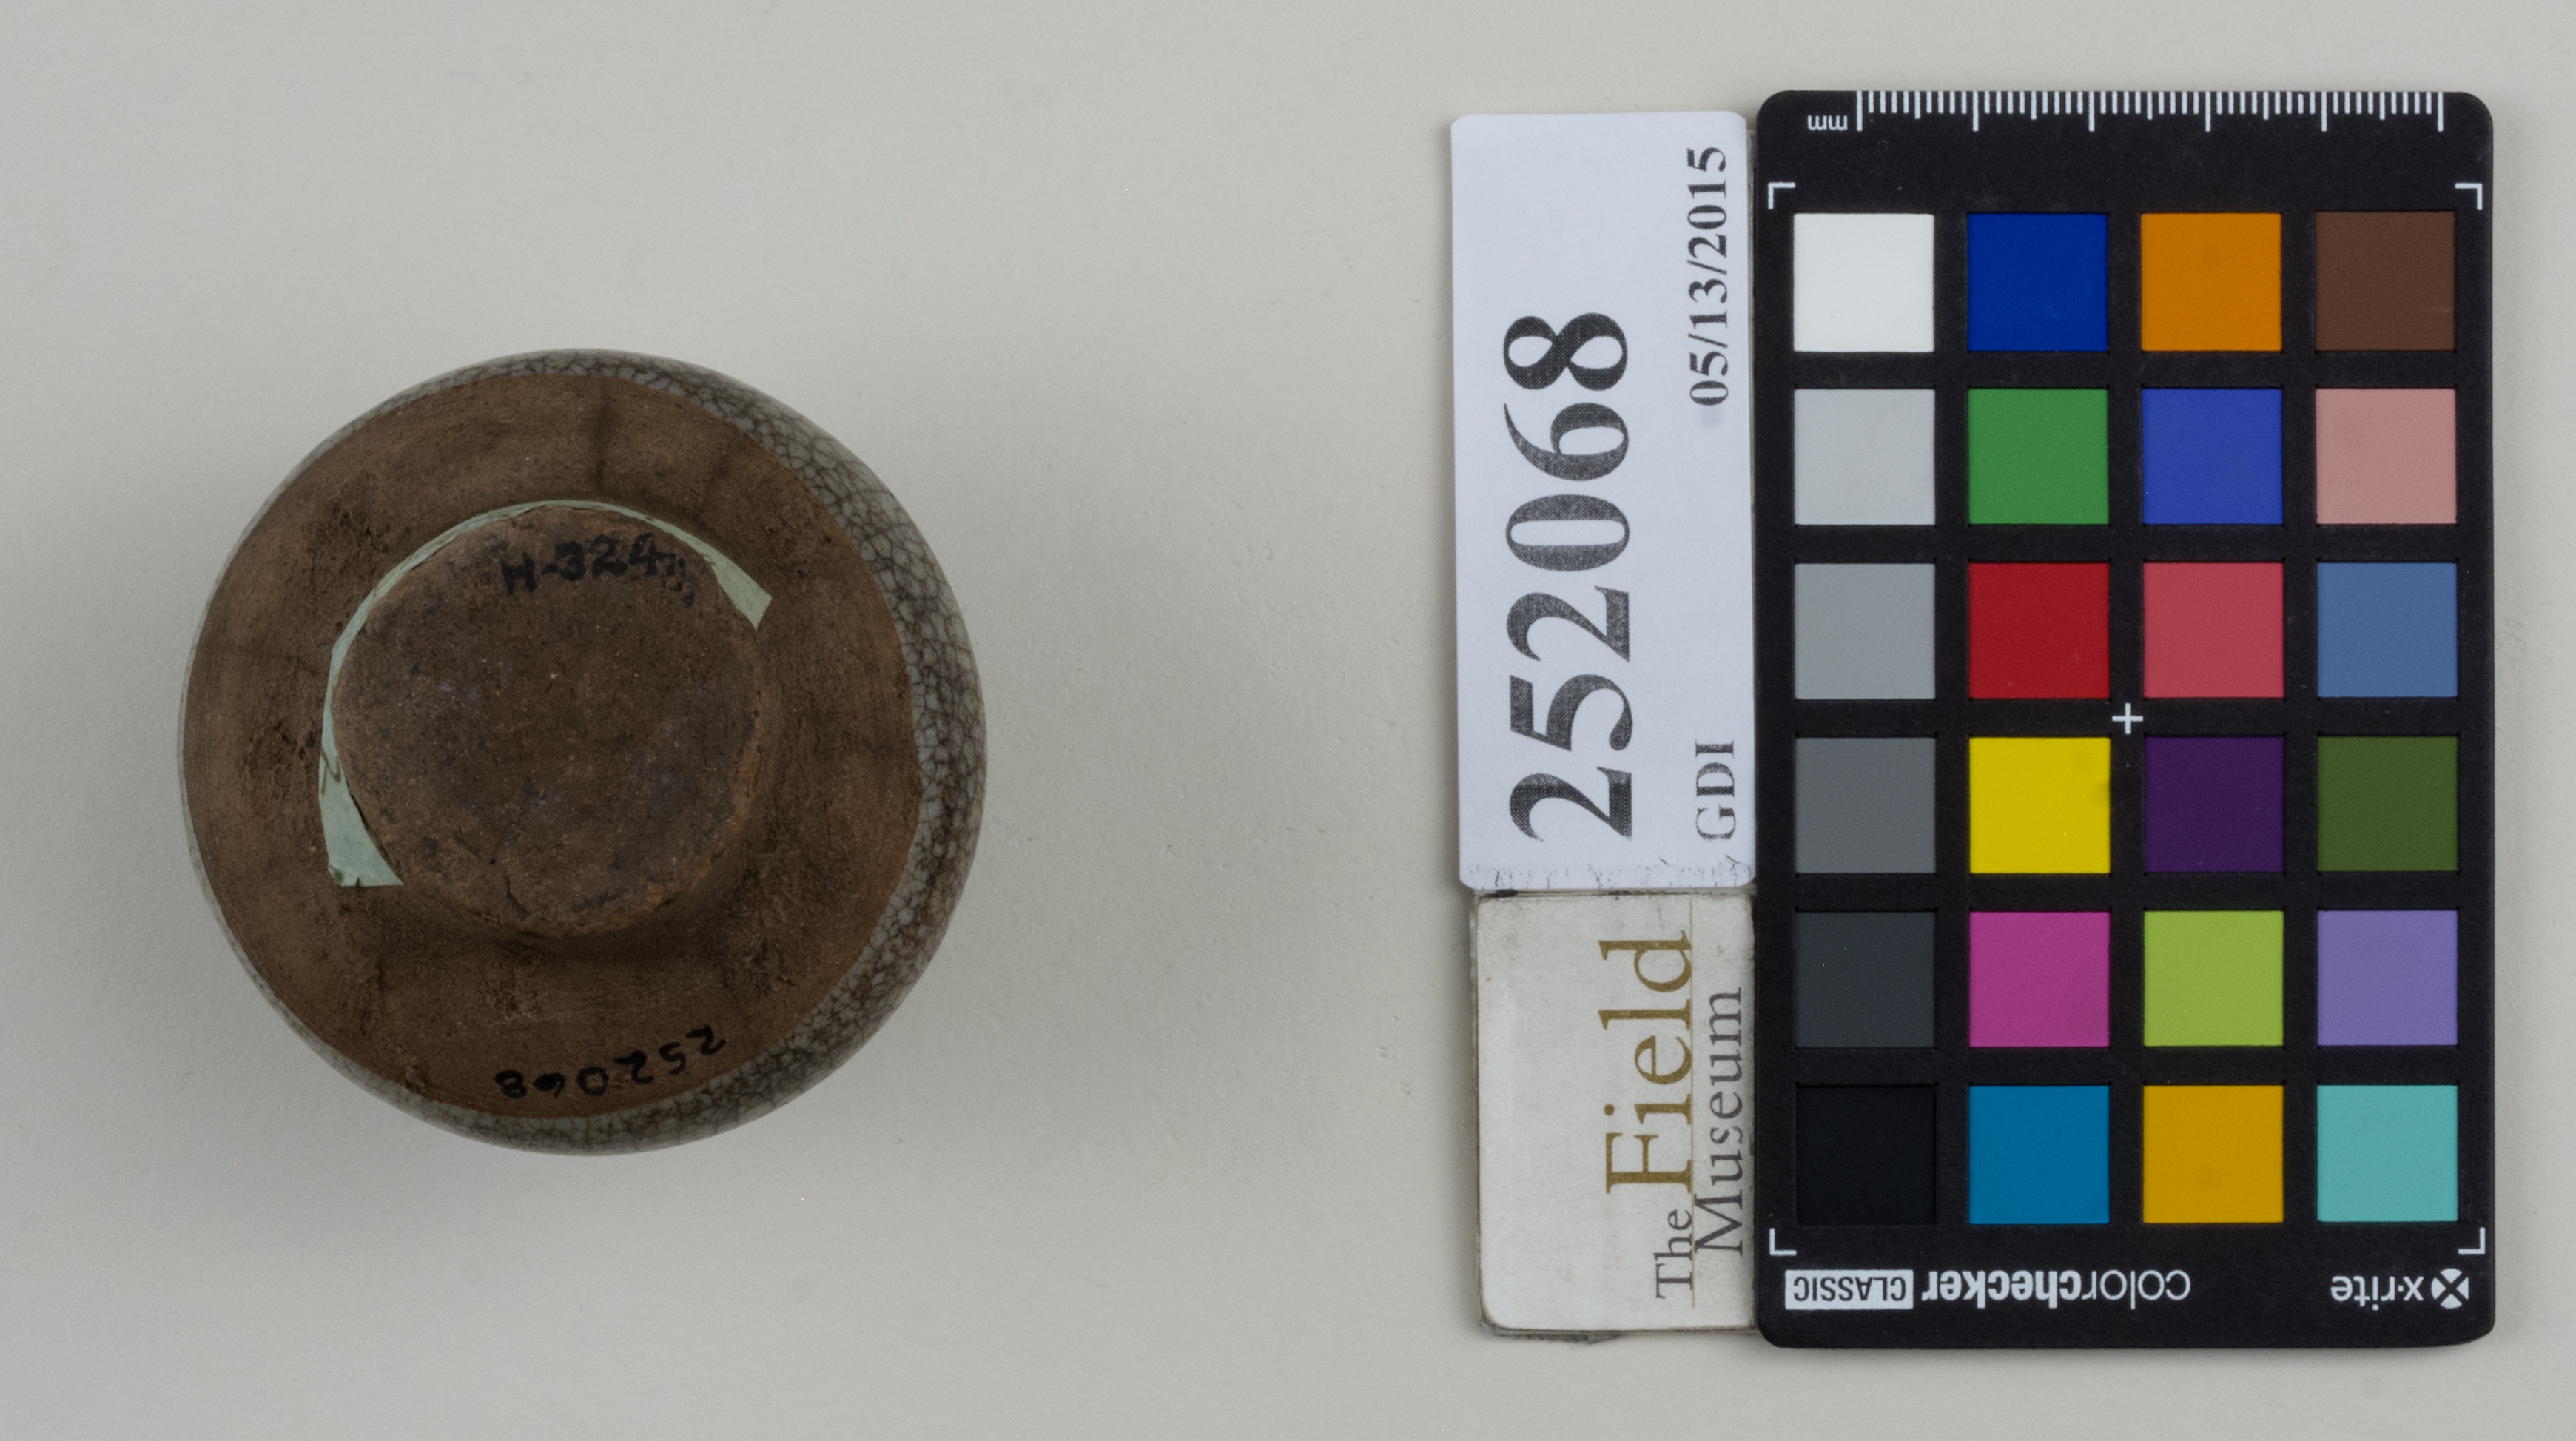 H-324
252068
252068
GDI 05/13/2015
The Field
Museum
mm
x·rite colorchecker CLASSIC